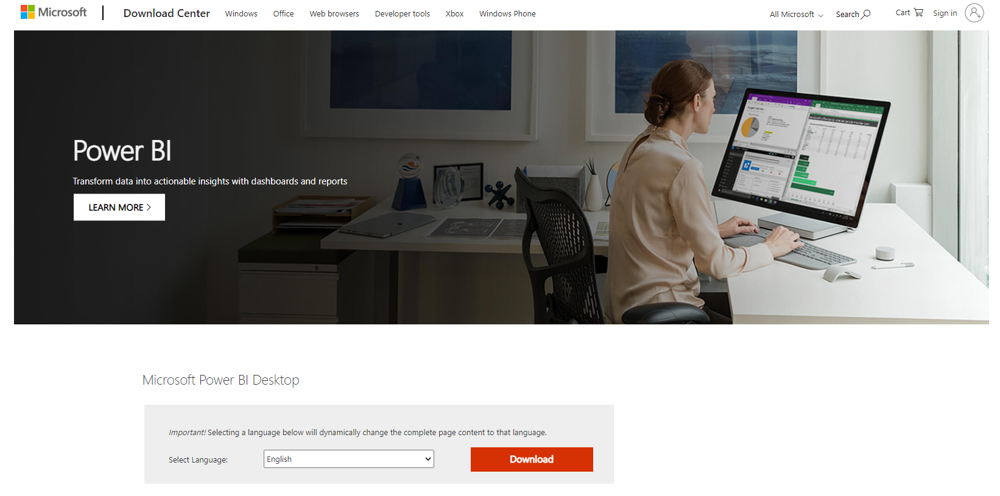 Microsoft
Download Center
Windows
Office
Web browsers
Developer tools
Xbox
Windows Phone
All Microsoft
Search
Cart
Sign in
Power BI
Transform data into actionable insights with dashboards and reports
LEARN MORE
Microsoft Power BI Desktop
Important! Selecting a language below will dynamically change the complete page content to that language.
Select Language:
English
Download